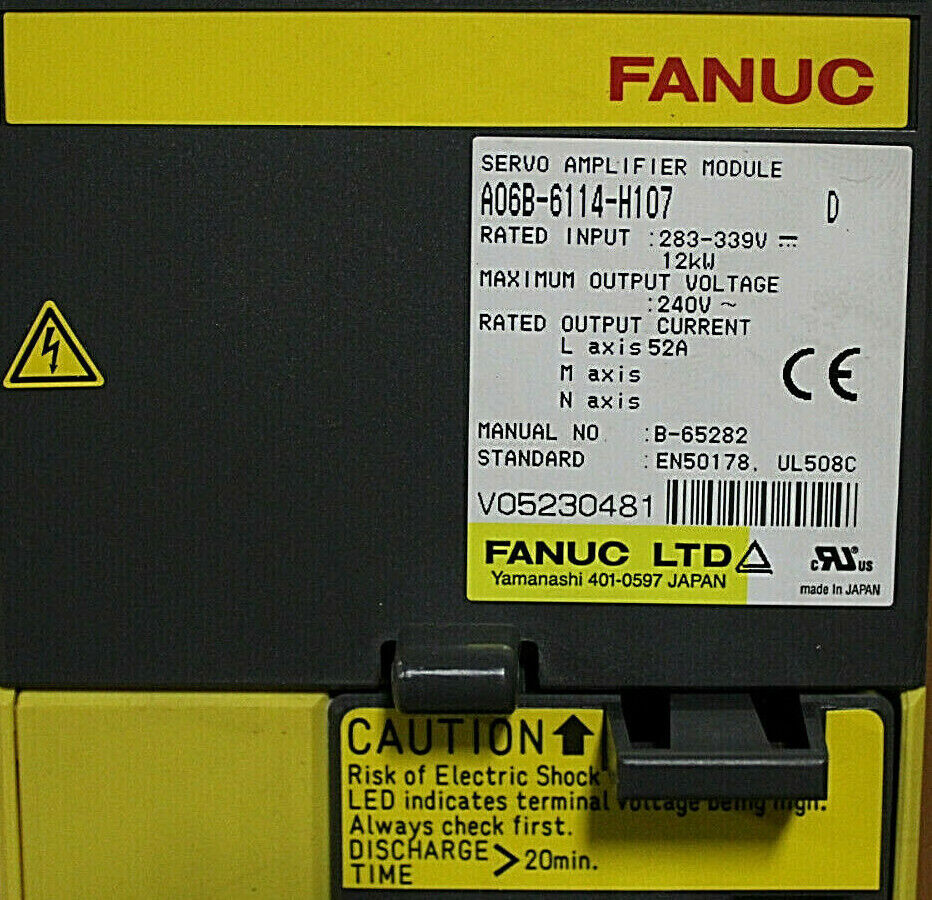 FANUC
SERVO AMPLIFIER MODULE
A06B-6114-H107 D
RATED INPUT :283-339V ⎓
12kW
MAXIMUM OUTPUT VOLTAGE
:240V ~
RATED OUTPUT CURRENT
L axis 52A
M axis
N axis
CE
MANUAL NO :B-65282
STANDARD :EN50178, UL508C
V05230481
FANUC LTD
Yamanashi 401-0597 JAPAN
c RU US
made In JAPAN
CAUTION
Risk of Electric Shock
LED indicates terminal voltage being high.
Always check first.
DISCHARGE
TIME > 20min.